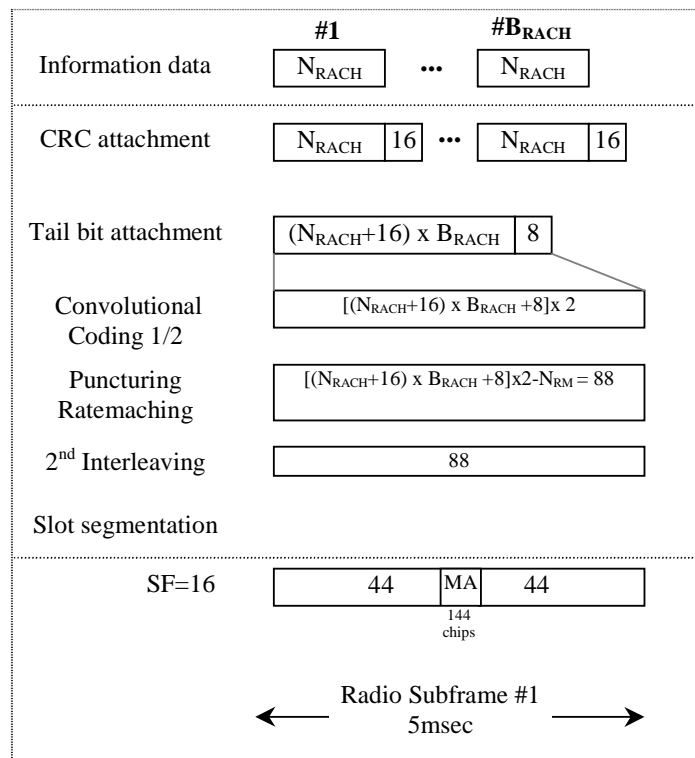 #1 #B_RACH
Information data N_RACH ... N_RACH
CRC attachment N_RACH 16 ... N_RACH 16
Tail bit attachment (N_RACH+16) x B_RACH 8
Convolutional
Coding 1/2
[(N_RACH+16) x B_RACH +8]x 2
Puncturing
Ratemaching
[(N_RACH+16) x B_RACH +8]x2-N_RM = 88
2nd Interleaving 88
Slot segmentation
SF=16 44 MA 44
144
chips
Radio Subframe #1
5msec